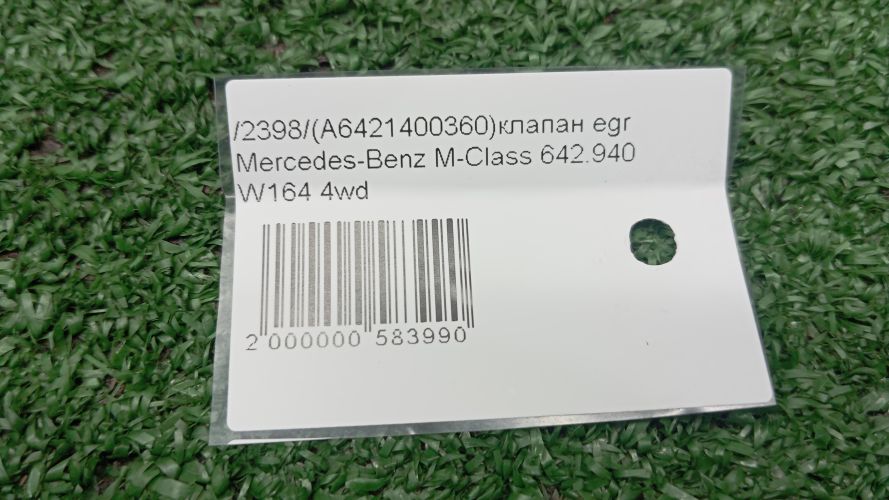 /2398/(A6421400360)клапан egr
Mercedes-Benz M-Class 642.940
W164 4wd
2 000000 583990